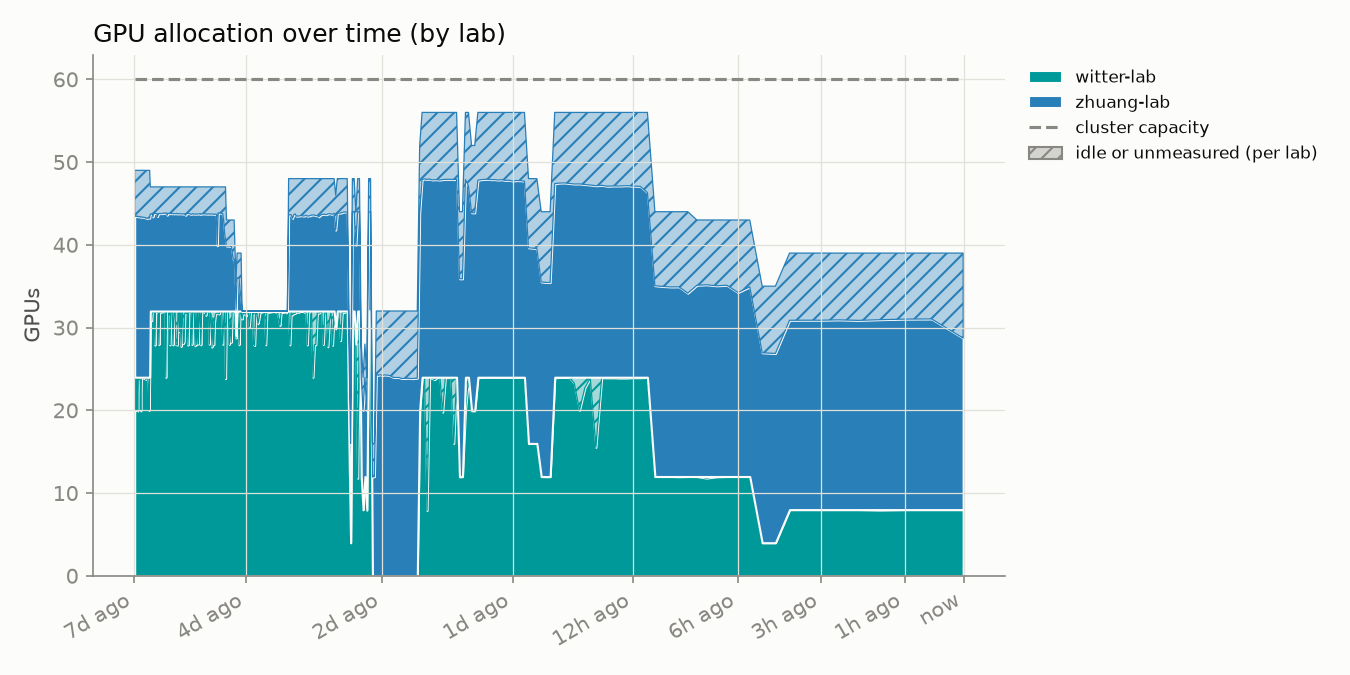 GPU allocation over time (by lab)
witter-lab
zhuang-lab
cluster capacity
idle or unmeasured (per lab)
GPUs
60
50
40
30
20
10
0
7d ago
4d ago
2d ago
1d ago
12h ago
6h ago
3h ago
1h ago
now